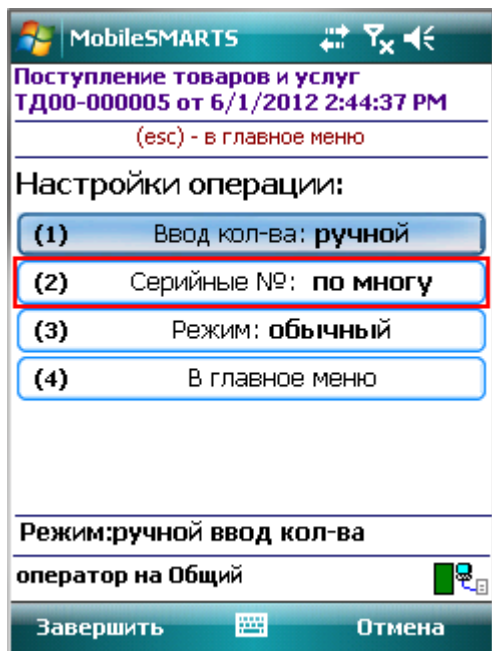 MobileSMARTS
Поступление товаров и услуг
ТД00-000005 от 6/1/2012 2:44:37 PM
(esc) - в главное меню
Настройки операции:
(1) Ввод кол-ва: ручной
(2) Серийные №: по многу
(3) Режим: обычный
(4) В главное меню
Режим:ручной ввод кол-ва
оператор на Общий
Завершить Отмена